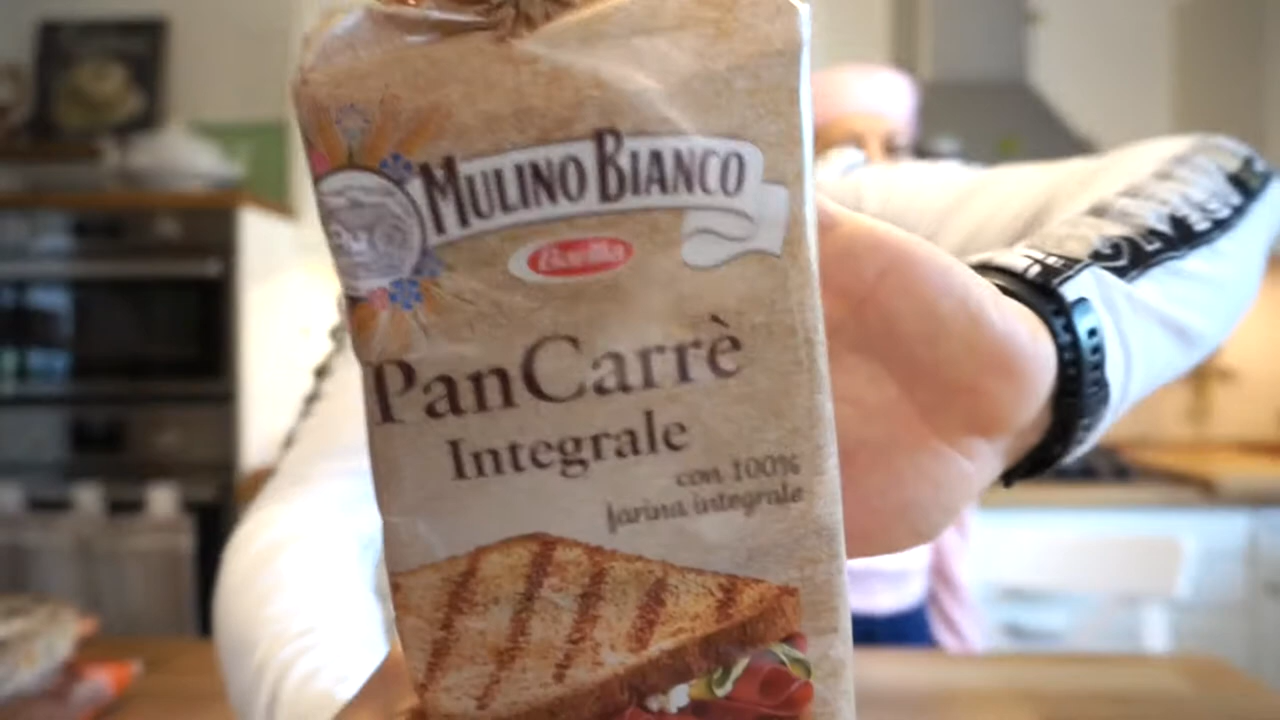 MULINO BIANCO
Barilla
PanCarrè
Integrale
con 100%
farina integrale